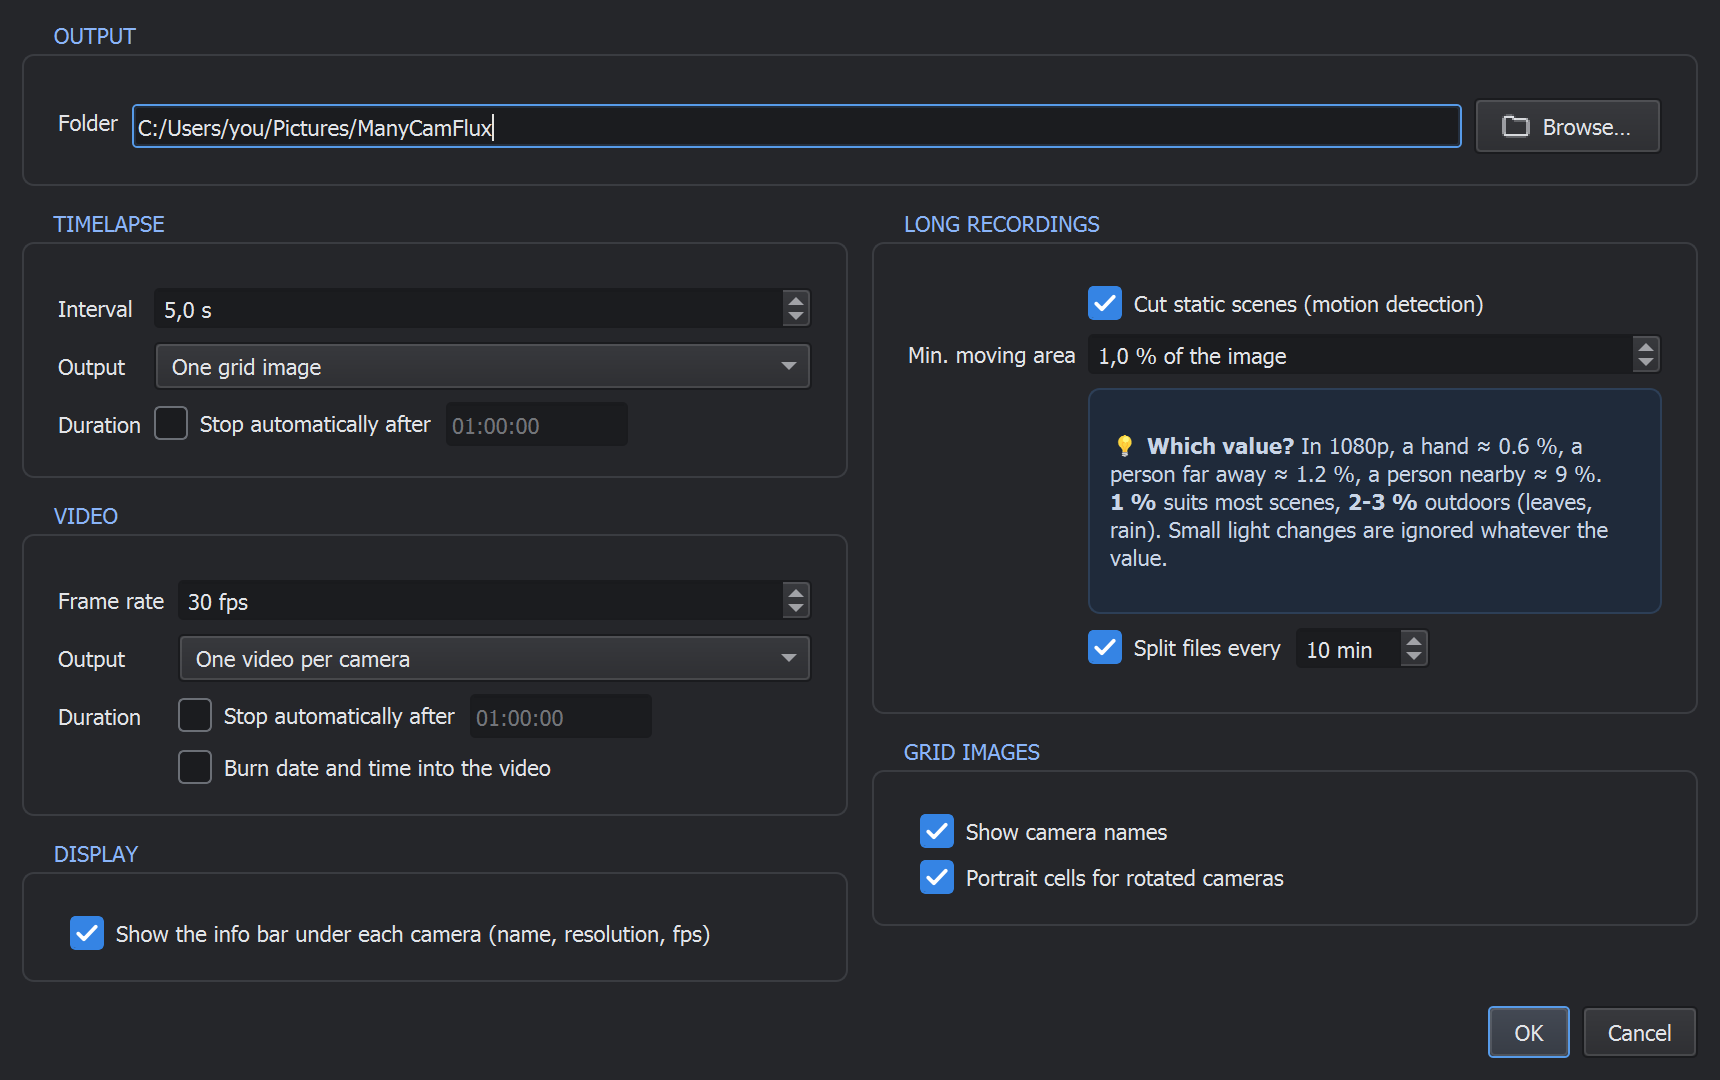 OUTPUT
Folder
C:/Users/you/Pictures/ManyCamFlux
Browse...
TIMELAPSE
Interval
5,0 s
Output
One grid image
Duration
Stop automatically after
01:00:00
VIDEO
Frame rate
30 fps
Output
One video per camera
Duration
Stop automatically after
01:00:00
Burn date and time into the video
DISPLAY
Show the info bar under each camera (name, resolution, fps)
LONG RECORDINGS
Cut static scenes (motion detection)
Min. moving area
1,0 % of the image
💡 Which value? In 1080p, a hand ≈ 0.6 %, a
person far away ≈ 1.2 %, a person nearby ≈ 9 %.
1 % suits most scenes, 2-3 % outdoors (leaves,
rain). Small light changes are ignored whatever the
value.
Split files every
10 min
GRID IMAGES
Show camera names
Portrait cells for rotated cameras
OK
Cancel